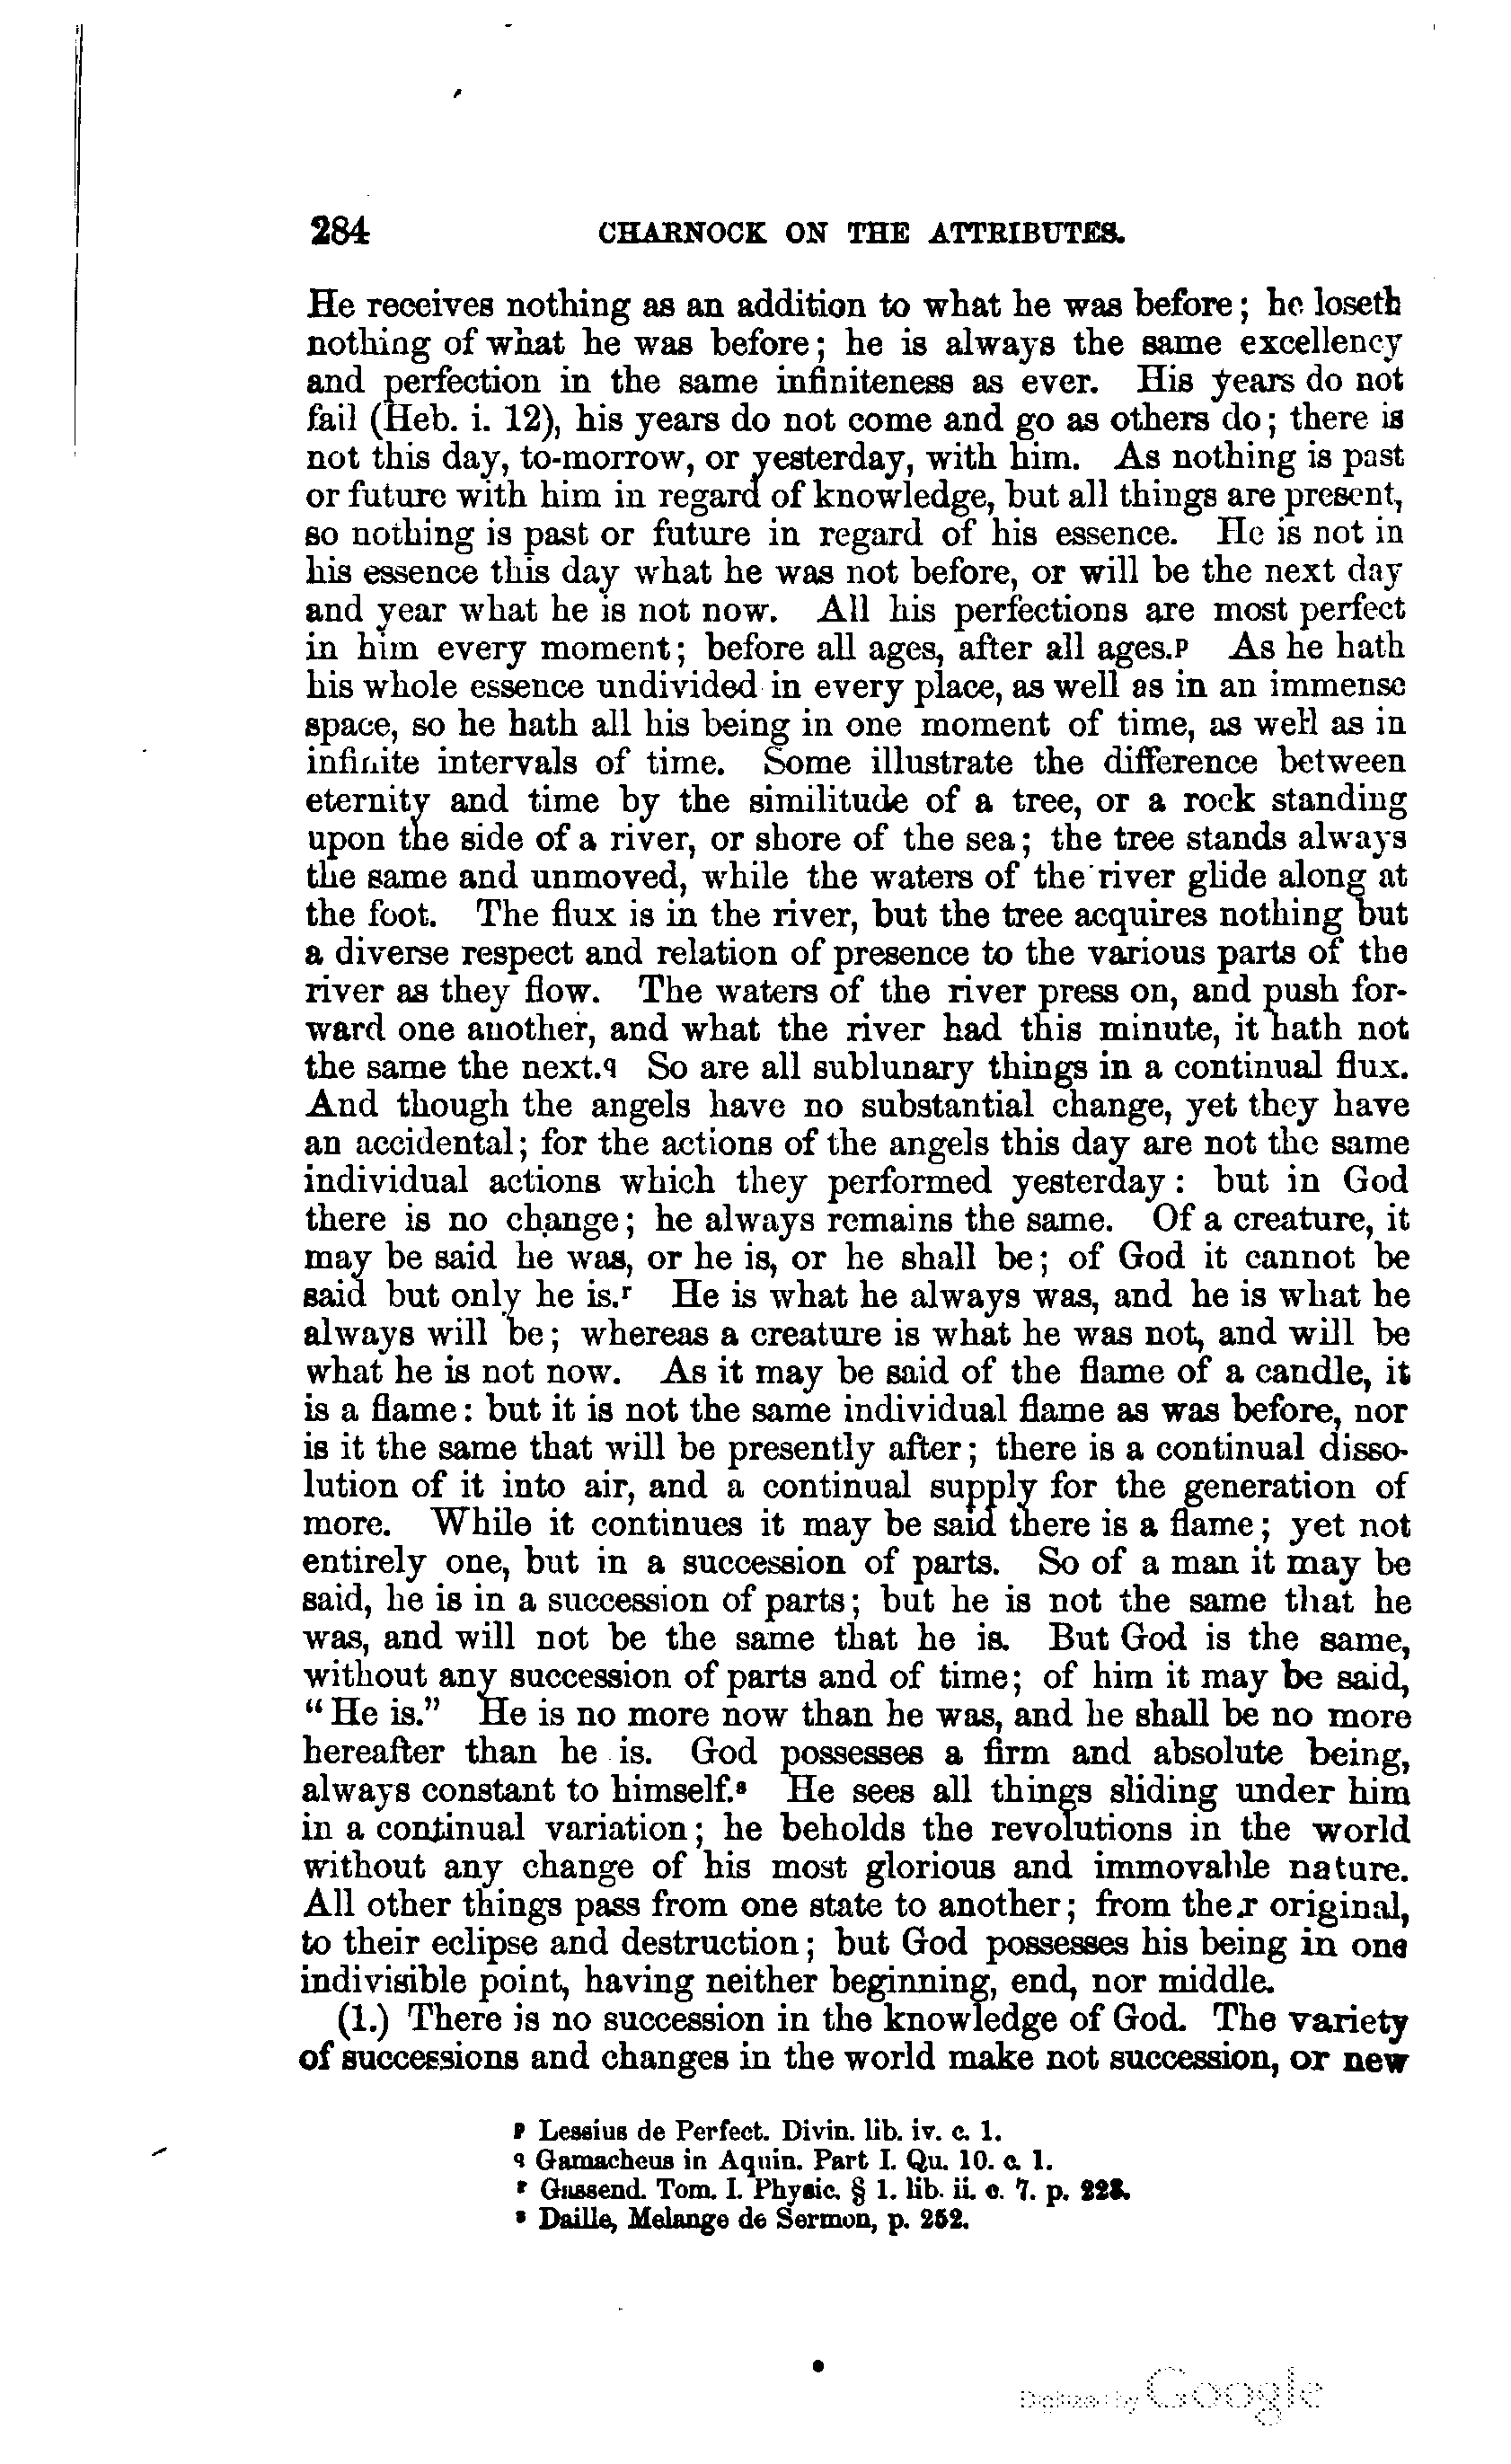 284 CHARNOCK ON THE ATTRIBUTES.
He receives nothing as an addition to what he was before; he loseth
nothing of what he was before; he is always the same excellency
and perfection in the same infiniteness as ever. His years do not
fail (Heb. i. 12), his years do not come and go as others do; there is
not this day, to-morrow, or yesterday, with him. As nothing is past
or future with him in regard of knowledge, but all things are present,
so nothing is past or future in regard of his essence. He is not in
his essence this day what he was not before, or will be the next day
and year what he is not now. All his perfections are most perfect
in him every moment; before all ages, after all ages.p As he hath
his whole essence undivided in every place, as well as in an immense
space, so he hath all his being in one moment of time, as well as in
infinite intervals of time. Some illustrate the difference between
eternity and time by the similitude of a tree, or a rock standing
upon the side of a river, or shore of the sea; the tree stands always
the same and unmoved, while the waters of the river glide along at
the foot. The flux is in the river, but the tree acquires nothing but
a diverse respect and relation of presence to the various parts of the
river as they flow. The waters of the river press on, and push for-
ward one another, and what the river had this minute, it hath not
the same the next.q So are all sublunary things in a continual flux.
And though the angels have no substantial change, yet they have
an accidental; for the actions of the angels this day are not the same
individual actions which they performed yesterday: but in God
there is no change; he always remains the same. Of a creature, it
may be said he was, or he is, or he shall be; of God it cannot be
said but only he is.r He is what he always was, and he is what he
always will be; whereas a creature is what he was not, and will be
what he is not now. As it may be said of the flame of a candle, it
is a flame: but it is not the same individual flame as was before, nor
is it the same that will be presently after; there is a continual disso-
lution of it into air, and a continual supply for the generation of
more. While it continues it may be said there is a flame; yet not
entirely one, but in a succession of parts. So of a man it may be
said, he is in a succession of parts; but he is not the same that he
was, and will not be the same that he is. But God is the same,
without any succession of parts and of time; of him it may be said,
"He is." He is no more now than he was, and he shall be no more
hereafter than he is. God possesses a firm and absolute being,
always constant to himself.s He sees all things sliding under him
in a continual variation; he beholds the revolutions in the world
without any change of his most glorious and immovable nature.
All other things pass from one state to another; from the.r original,
to their eclipse and destruction; but God possesses his being in one
indivisible point, having neither beginning, end, nor middle.
(1.) There is no succession in the knowledge of God. The variety
of successions and changes in the world make not succession, or new
p Lessius de Perfect. Divin. lib. iv. c. 1.
q Gamacheus in Aquin. Part I. Qu. 10. c. 1.
r Gassend. Tom. I. Physic. § 1. lib. ii. c. 7. p. 223.
s Daille, Melange de Sermon, p. 252.
Digitized by Google